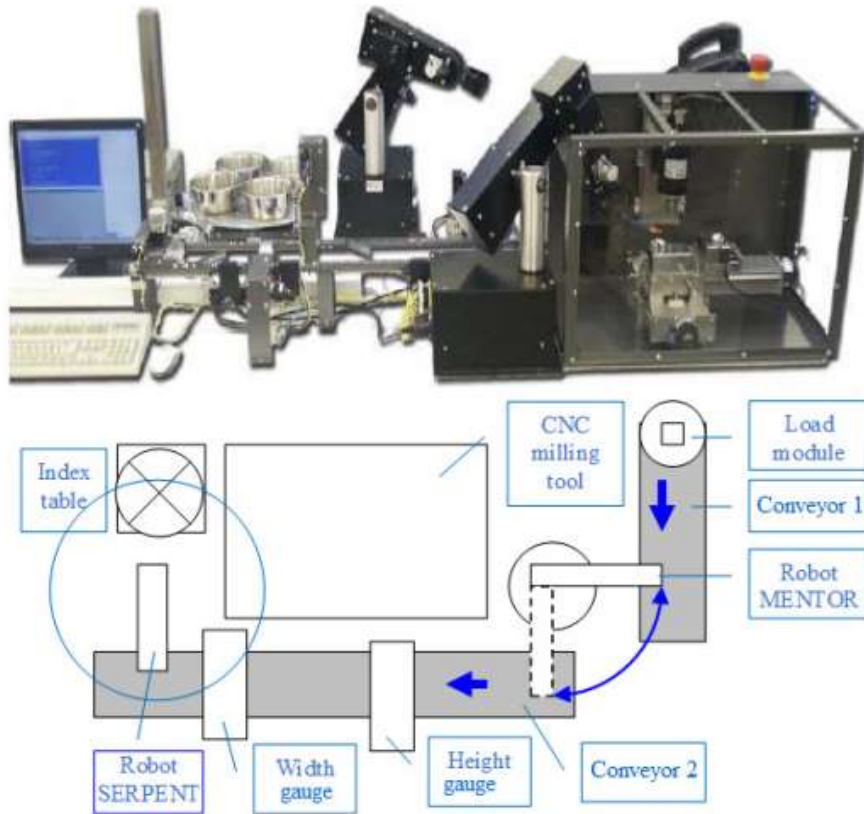 CNC
milling
tool
Load
module
Index
table
Conveyor 1
Robot
MENTOR
Robot
SERPENT
Width
gauge
Height
gauge
Conveyor 2